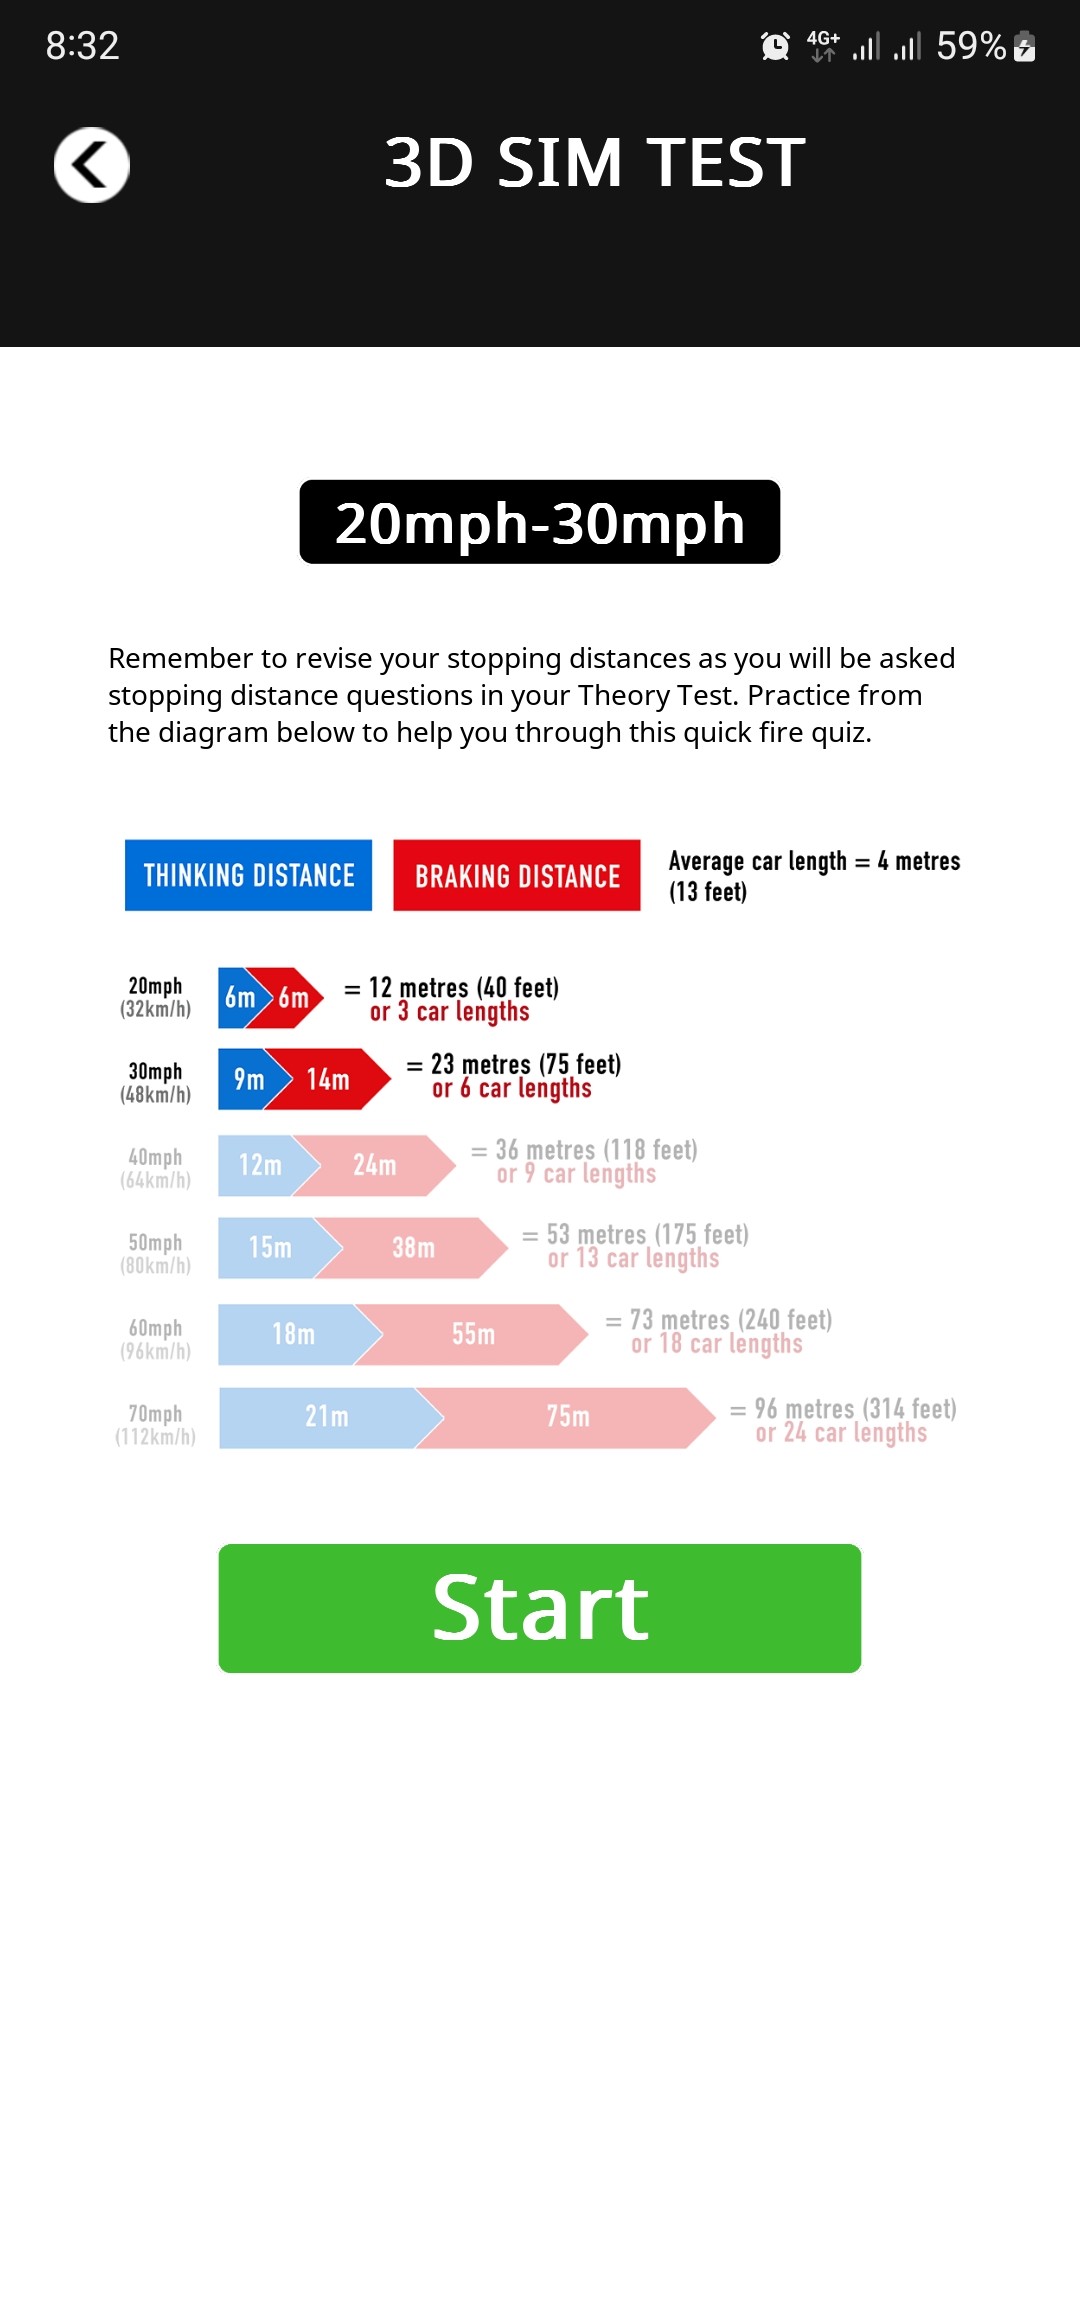 8:32 4G+ 59%
3D SIM TEST
20mph-30mph
Remember to revise your stopping distances as you will be asked
stopping distance questions in your Theory Test. Practice from
the diagram below to help you through this quick fire quiz.
THINKING DISTANCE BRAKING DISTANCE Average car length = 4 metres
(13 feet)
20mph 6m 6m = 12 metres (40 feet)
(32km/h) or 3 car lengths
30mph 9m 14m = 23 metres (75 feet)
(48km/h) or 6 car lengths
40mph 12m 24m = 36 metres (118 feet)
(64km/h) or 9 car lengths
50mph 15m 38m = 53 metres (175 feet)
(80km/h) or 13 car lengths
60mph 18m 55m = 73 metres (240 feet)
(96km/h) or 18 car lengths
70mph 21m 75m = 96 metres (314 feet)
(112km/h) or 24 car lengths
Start